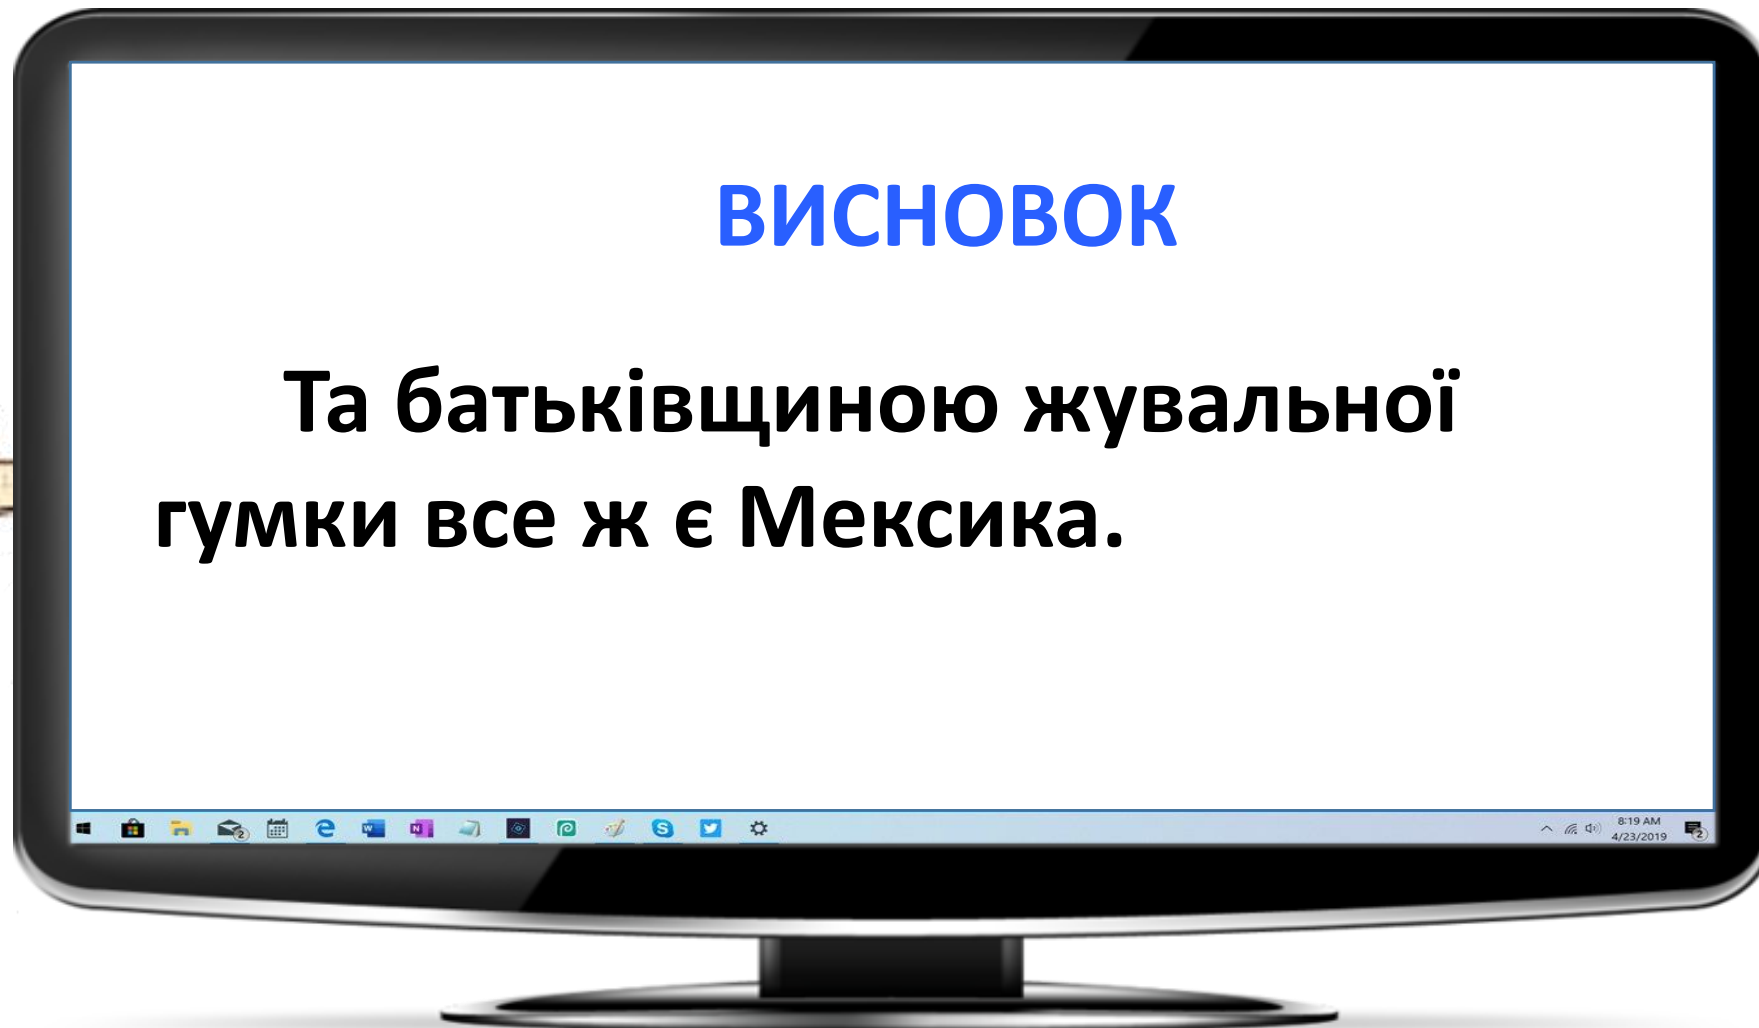 ВИСНОВОК
Та батьківщиною жувальної
гумки все ж є Мексика.
8:19 AM
4/23/2019